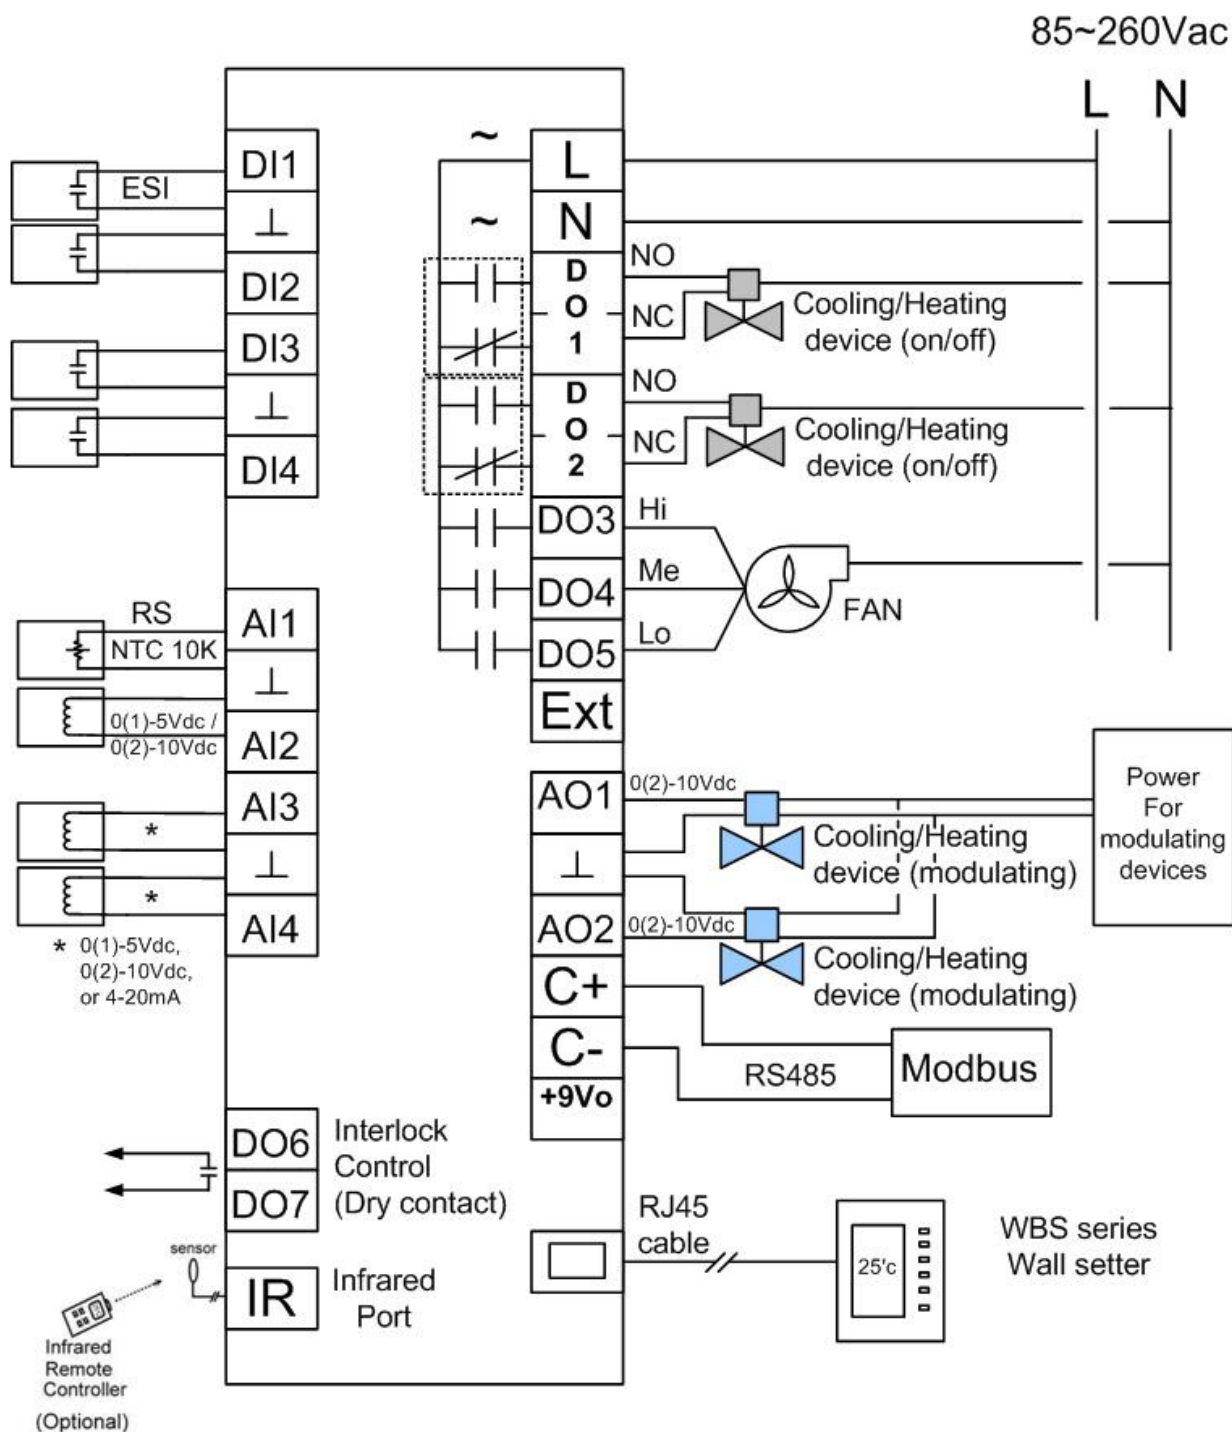 85~260Vac
L N
DI1
ESI
⊥
DI2
DI3
⊥
DI4
~
L
~
N
DO1
NO
NC
Cooling/Heating
device (on/off)
DO2
NO
NC
Cooling/Heating
device (on/off)
DO3
Hi
DO4
Me
DO5
Lo
FAN
Ext
RS
NTC 10K
AI1
⊥
0(1)-5Vdc /
0(2)-10Vdc
AI2
AI3
*
⊥
*
AI4
* 0(1)-5Vdc,
0(2)-10Vdc,
or 4-20mA
AO1
0(2)-10Vdc
Cooling/Heating
device (modulating)
Power
For
modulating
devices
⊥
AO2
0(2)-10Vdc
Cooling/Heating
device (modulating)
C+
C-
RS485
Modbus
+9Vo
DO6
DO7
Interlock
Control
(Dry contact)
RJ45
cable
25'c
WBS series
Wall setter
sensor
IR
Infrared
Port
Infrared
Remote
Controller
(Optional)